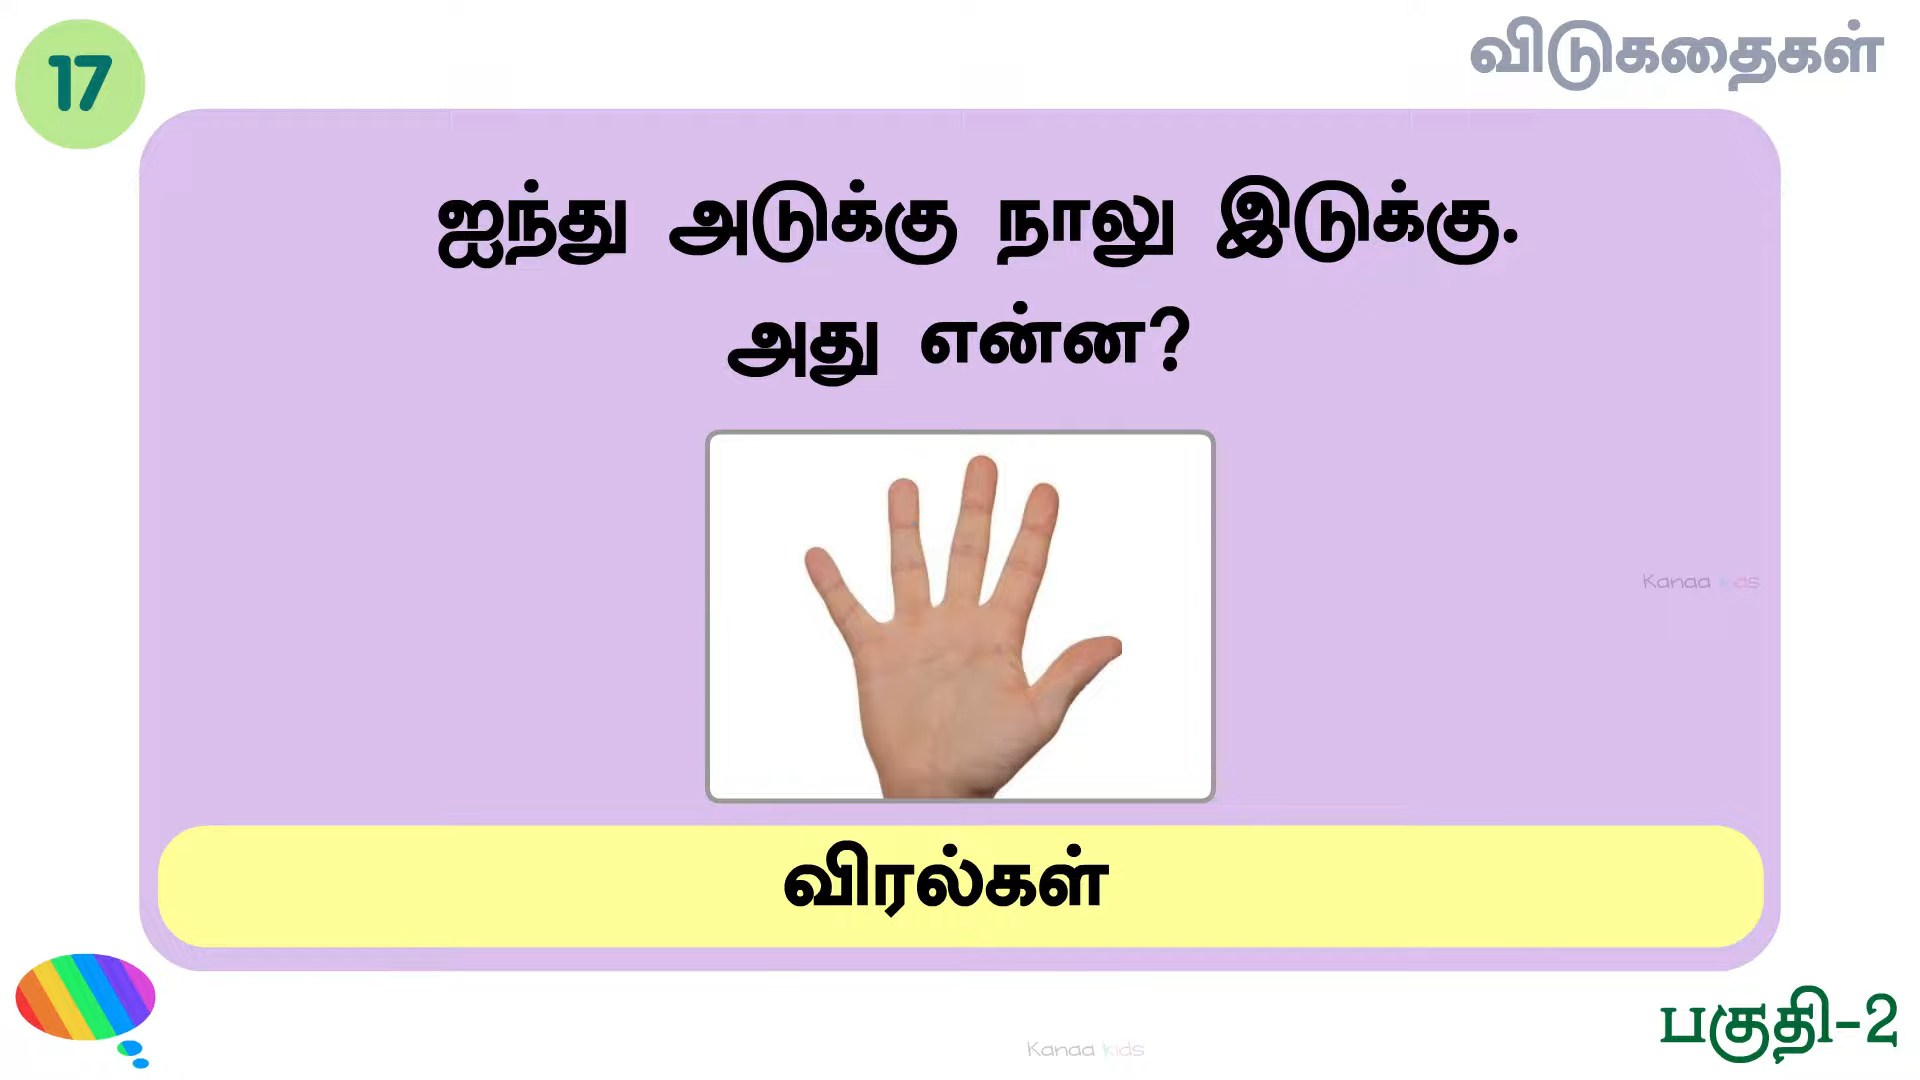 17
விடுகதைகள்
ஐந்து அடுக்கு நாலு இடுக்கு.
அது என்ன?
Kanaa kids
விரல்கள்
Kanaa kids
பகுதி-2